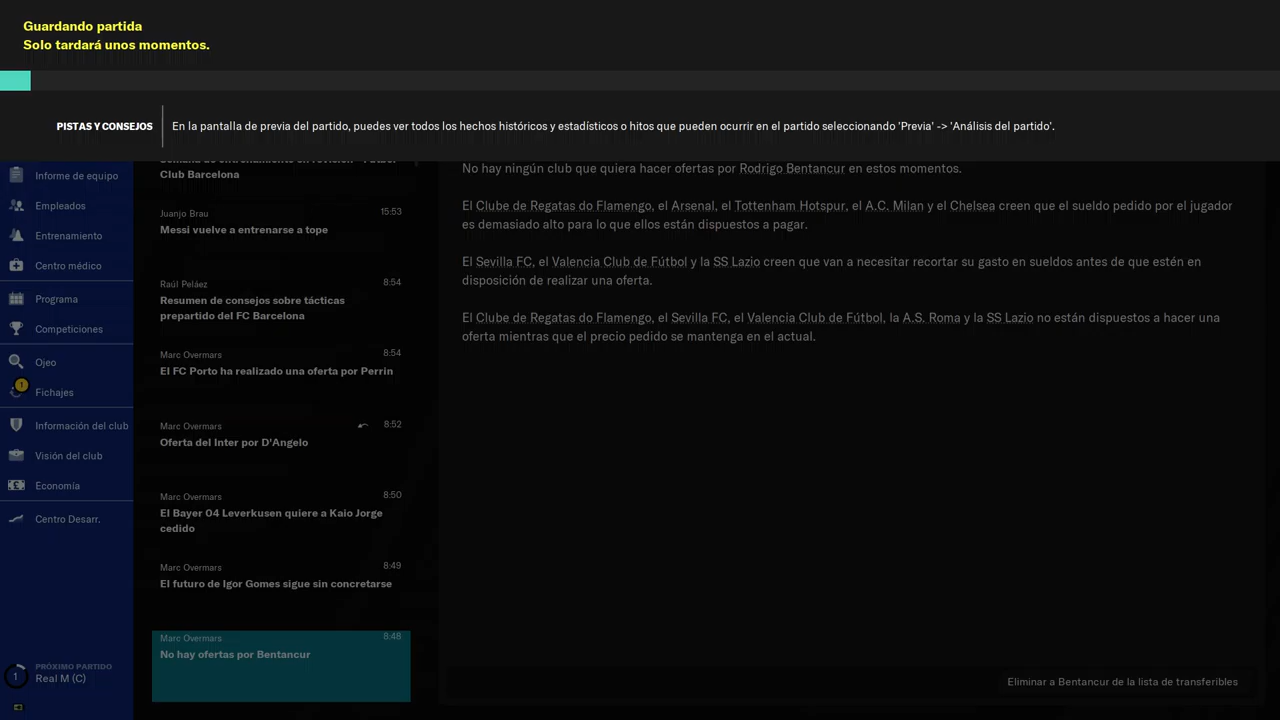 Guardando partida
Solo tardará unos momentos.
PISTAS Y CONSEJOS
En la pantalla de previa del partido, puedes ver todos los hechos históricos y estadísticos o hitos que pueden ocurrir en el partido seleccionando 'Previa' -> 'Análisis del partido'.
Informe de equipo
Empleados
Entrenamiento
Centro médico
Programa
Competiciones
Ojeo
1
Fichajes
Información del club
Visión del club
Economía
Centro Desarr.
1
PRÓXIMO PARTIDO
Real M (C)
Club Barcelona
Juanjo Brau 15:53
Messi vuelve a entrenarse a tope
Raúl Peláez 8:54
Resumen de consejos sobre tácticas
prepartido del FC Barcelona
Marc Overmars 8:54
El FC Porto ha realizado una oferta por Perrin
Marc Overmars 8:52
Oferta del Inter por D'Angelo
Marc Overmars 8:50
El Bayer 04 Leverkusen quiere a Kaio Jorge
cedido
Marc Overmars 8:49
El futuro de Igor Gomes sigue sin concretarse
Marc Overmars 8:48
No hay ofertas por Bentancur
No hay ningún club que quiera hacer ofertas por Rodrigo Bentancur en estos momentos.
El Clube de Regatas do Flamengo, el Arsenal, el Tottenham Hotspur, el A.C. Milan y el Chelsea creen que el sueldo pedido por el jugador
es demasiado alto para lo que ellos están dispuestos a pagar.
El Sevilla FC, el Valencia Club de Fútbol y la SS Lazio creen que van a necesitar recortar su gasto en sueldos antes de que estén en
disposición de realizar una oferta.
El Clube de Regatas do Flamengo, el Sevilla FC, el Valencia Club de Fútbol, la A.S. Roma y la SS Lazio no están dispuestos a hacer una
oferta mientras que el precio pedido se mantenga en el actual.
Eliminar a Bentancur de la lista de transferibles